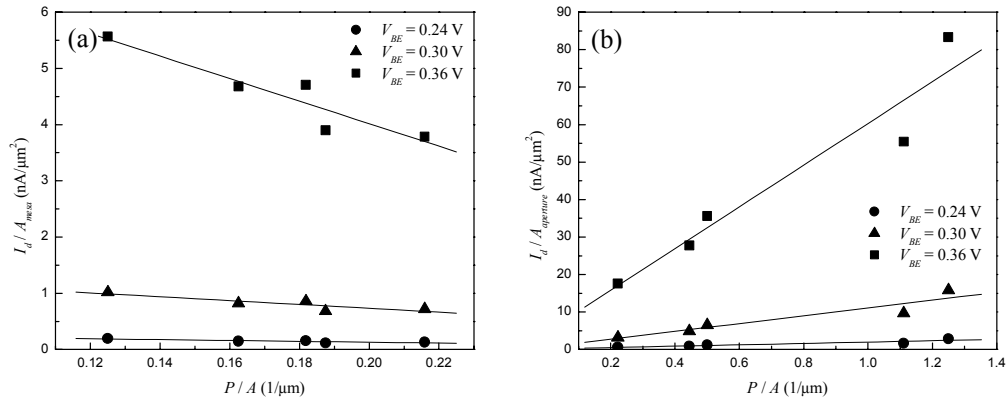 (a)
V_BE = 0.24 V
V_BE = 0.30 V
V_BE = 0.36 V
6
5
4
3
2
1
0
I_d / A_mesa (nA/μm²)
0.12
0.14
0.16
0.18
0.20
0.22
P / A (1/μm)
(b)
90
80
70
60
50
40
30
20
10
0
I_d / A_aperture (nA/μm²)
V_BE = 0.24 V
V_BE = 0.30 V
V_BE = 0.36 V
0.2
0.4
0.6
0.8
1.0
1.2
1.4
P / A (1/μm)